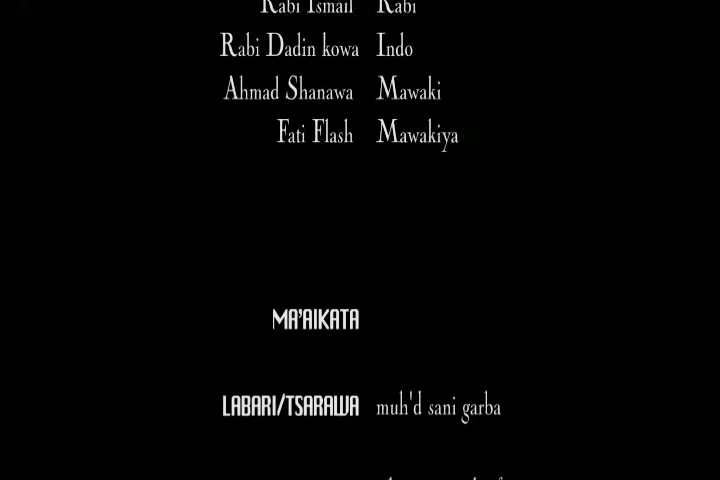 Rabi Ismail Rabi
Rabi Dadin kowa Indo
Ahmad Shanawa Mawaki
Fati Flash Mawakiya
MA'AIKATA
LABARI/TSARAWA muh'd sani garba